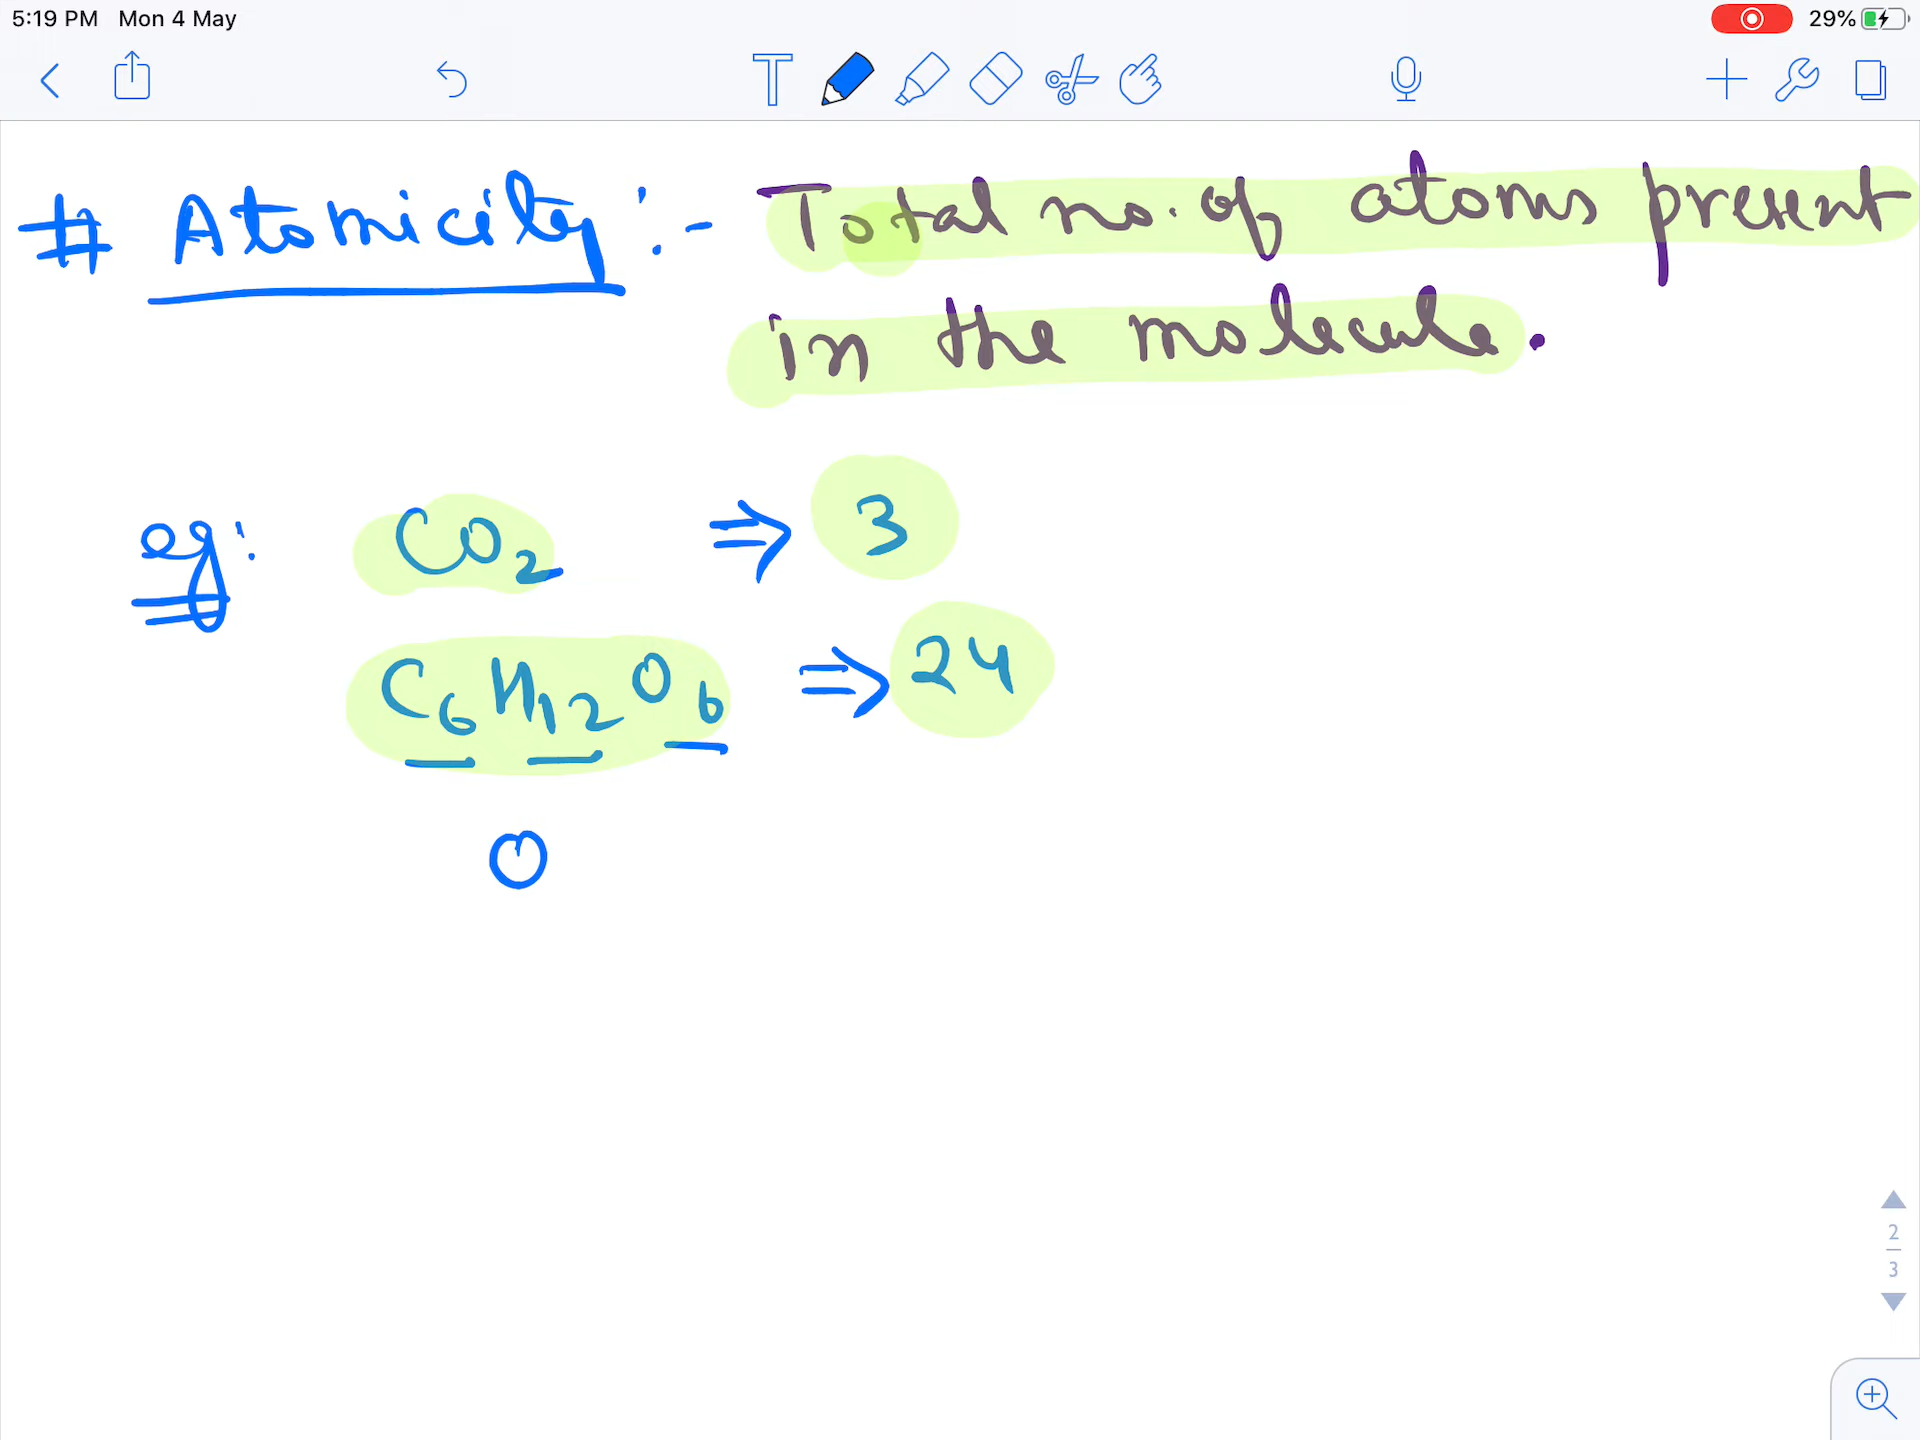 5:19 PM Mon 4 May 29%
T
# Atomicity :- Total no. of atoms present
in the molecule.
eg: CO₂ ⇒ 3
C₆H₁₂O₆ ⇒ 24
O
2
3